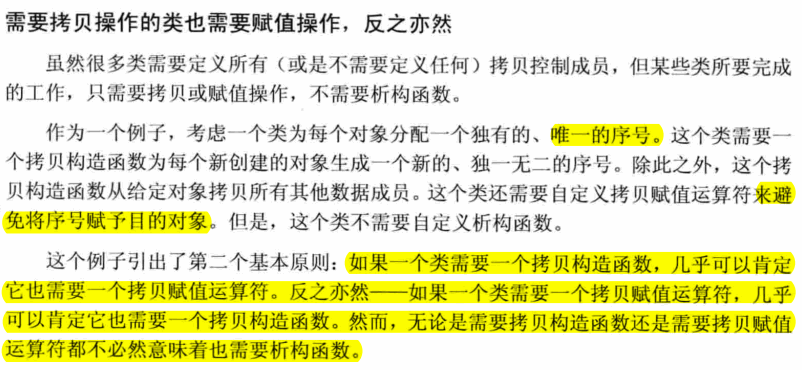 需要拷贝操作的类也需要赋值操作，反之亦然
虽然很多类需要定义所有（或是不需要定义任何）拷贝控制成员，但某些类所要完成
的工作，只需要拷贝或赋值操作，不需要析构函数。
作为一个例子，考虑一个类为每个对象分配一个独有的、唯一的序号。这个类需要一
个拷贝构造函数为每个新创建的对象生成一个新的、独一无二的序号。除此之外，这个拷
贝构造函数从给定对象拷贝所有其他数据成员。这个类还需要自定义拷贝赋值运算符来避
免将序号赋予目的对象。但是，这个类不需要自定义析构函数。
这个例子引出了第二个基本原则：如果一个类需要一个拷贝构造函数，几乎可以肯定
它也需要一个拷贝赋值运算符。反之亦然——如果一个类需要一个拷贝赋值运算符，几乎
可以肯定它也需要一个拷贝构造函数。然而，无论是需要拷贝构造函数还是需要拷贝赋值
运算符都不必然意味着也需要析构函数。